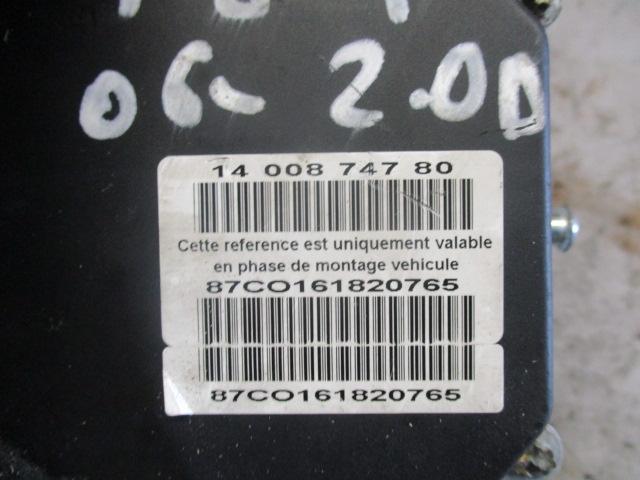 06-2.0D
14 008 747 80
Cette reference est uniquement valable
en phase de montage vehicule
87CO161820765
87CO161820765